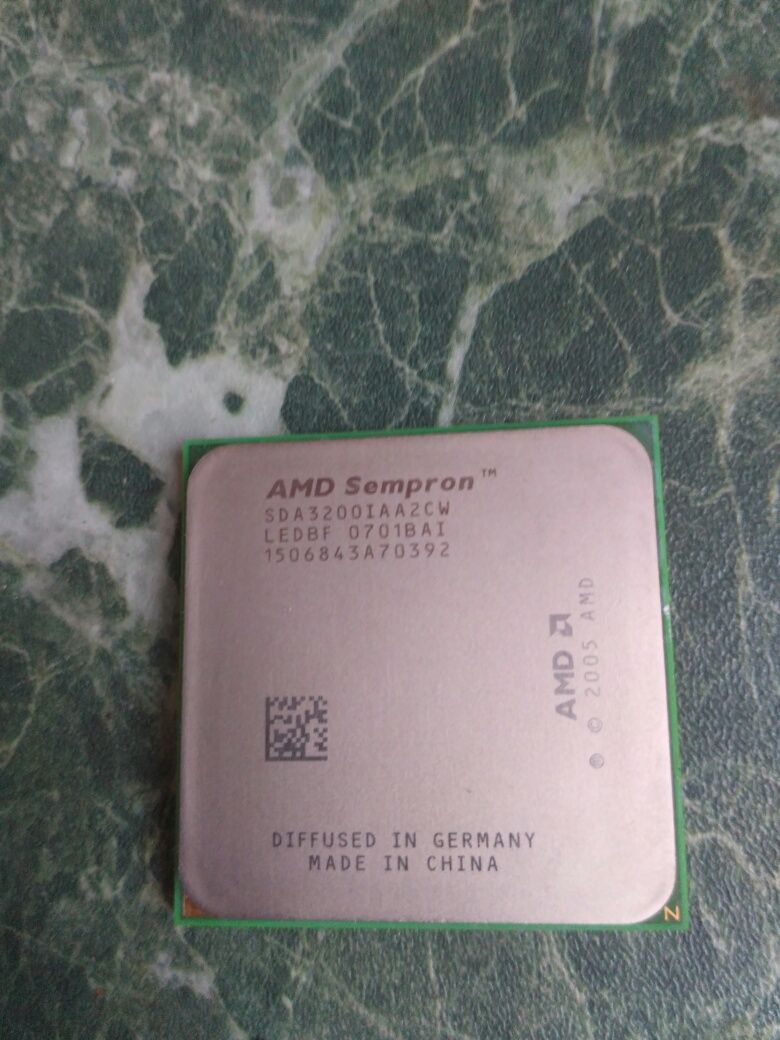 AMD Sempron™
SDA3200IAA2CW
LEDBF 0701BAI
1506843A70392
AMD
® © 2005 AMD
DIFFUSED IN GERMANY
MADE IN CHINA
N